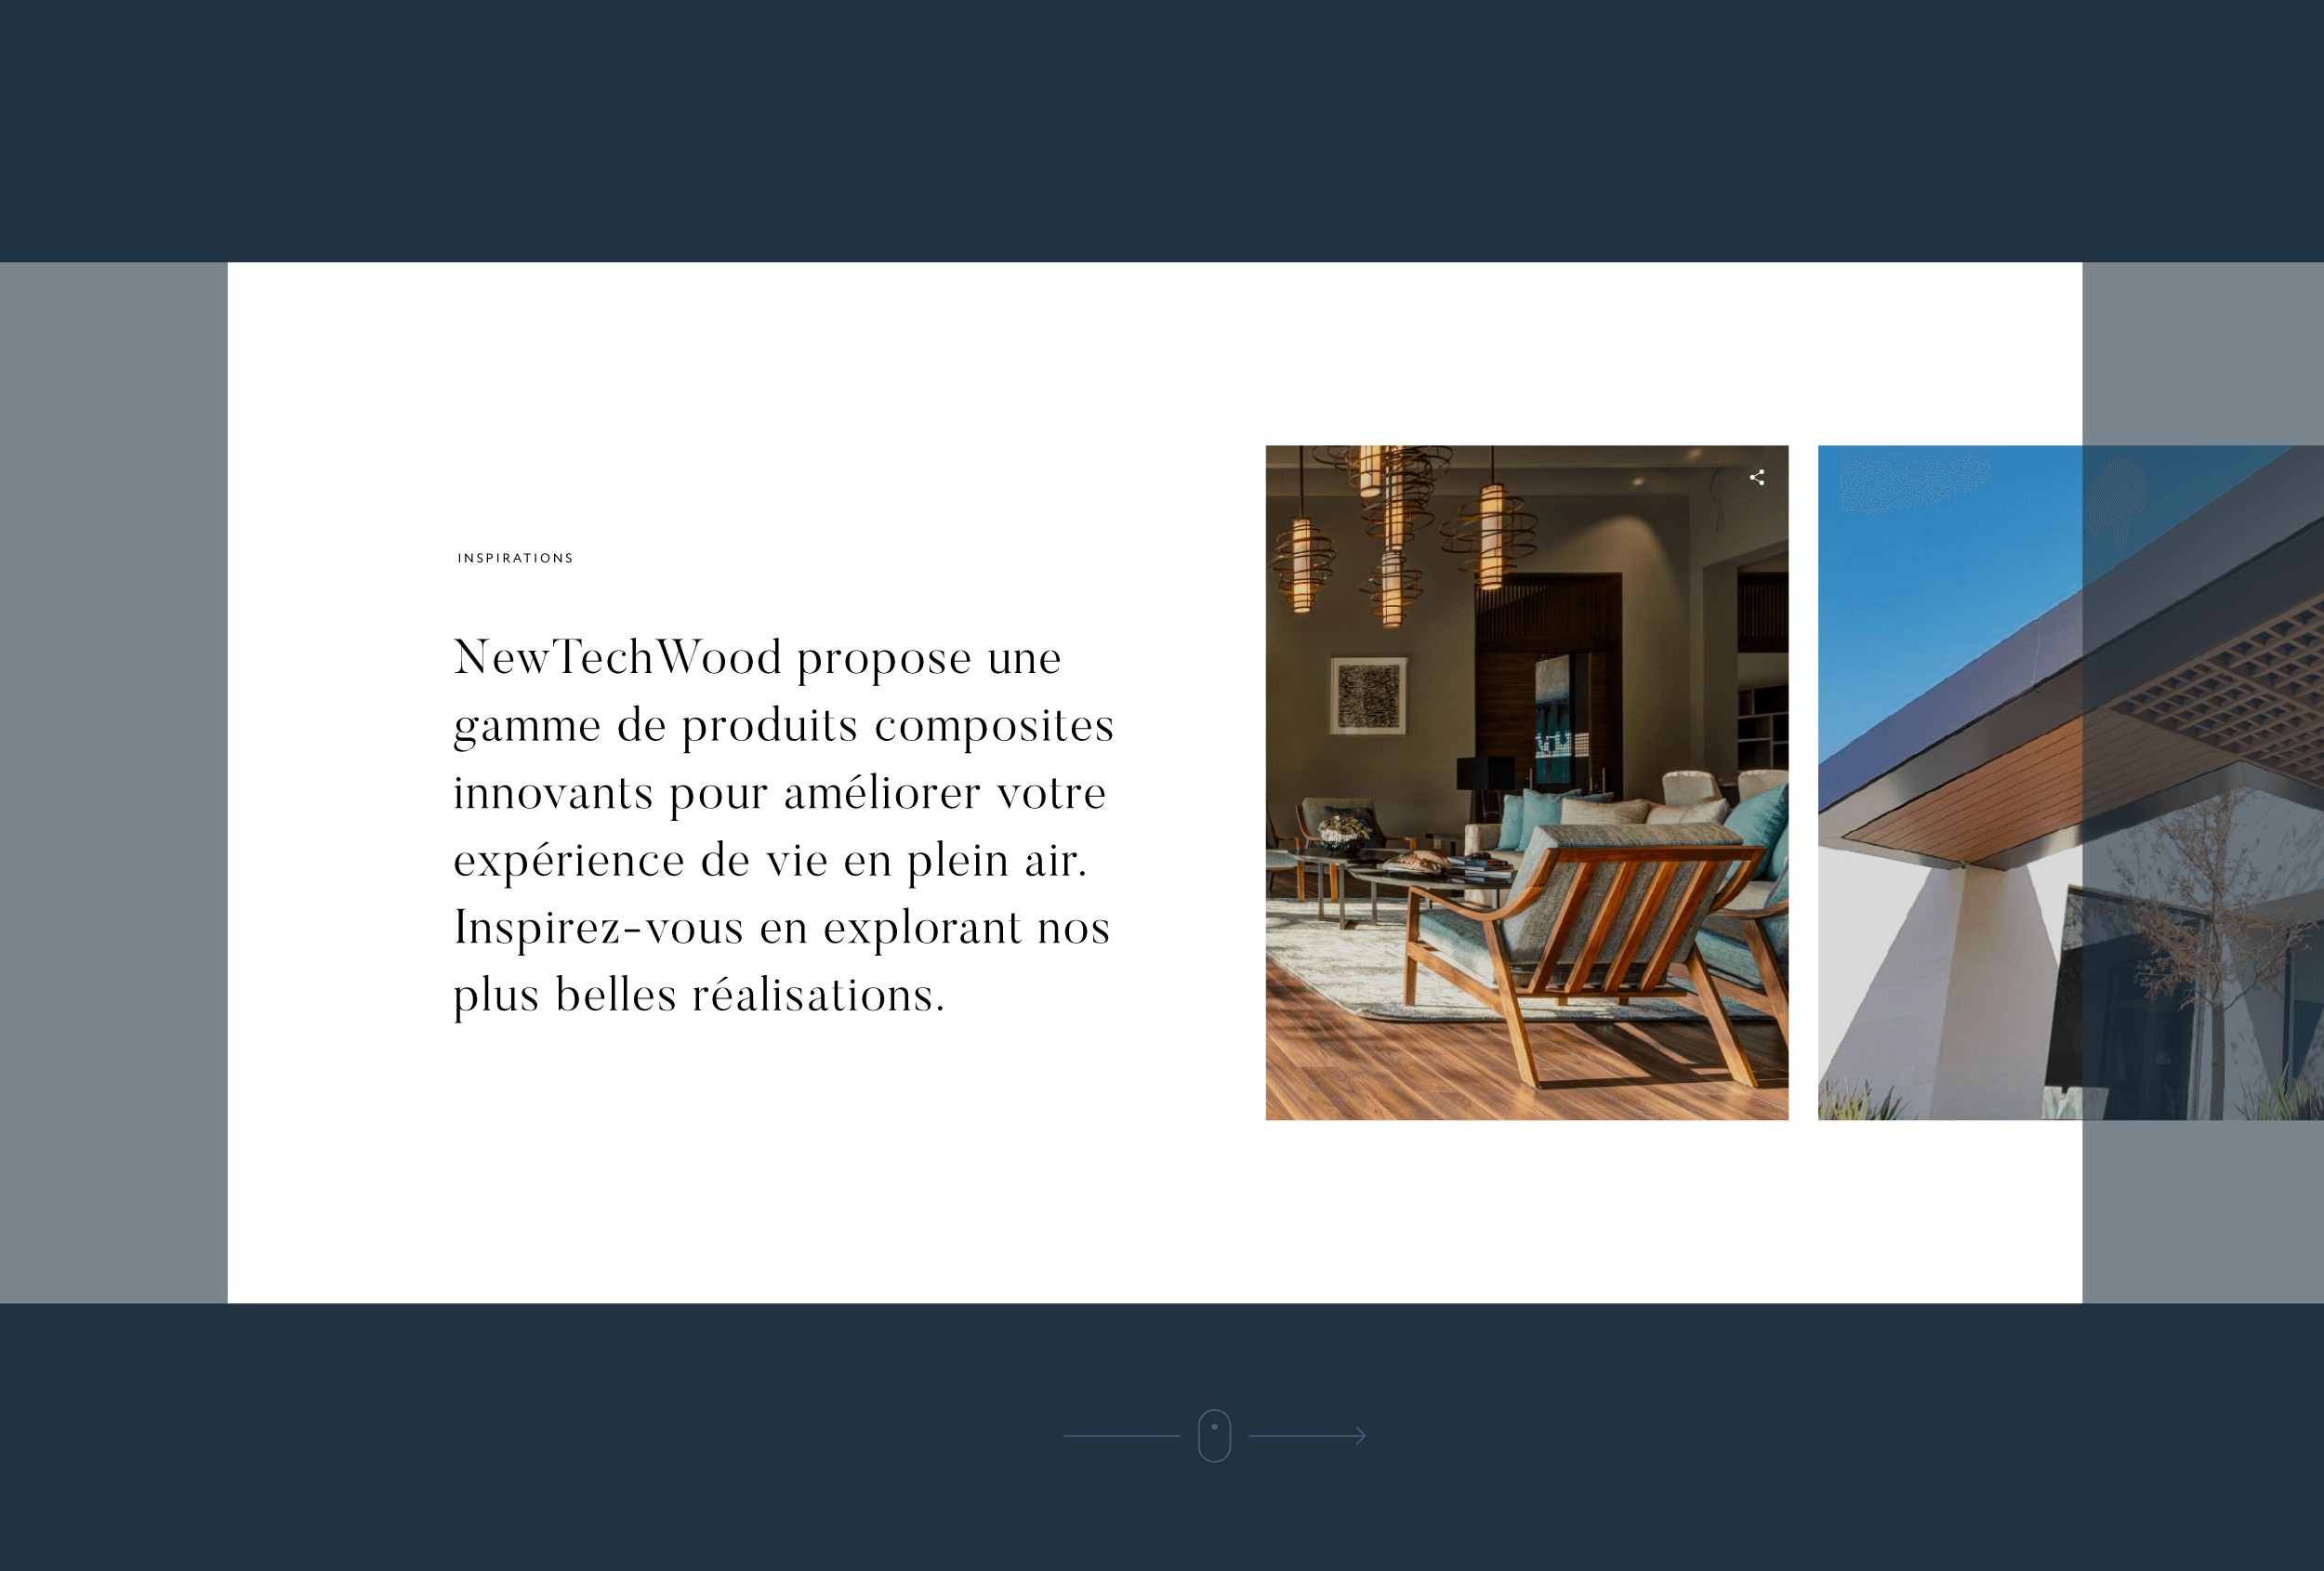 INSPIRATIONS
NewTechWood propose une
gamme de produits composites
innovants pour améliorer votre
expérience de vie en plein air.
Inspirez-vous en explorant nos
plus belles réalisations.